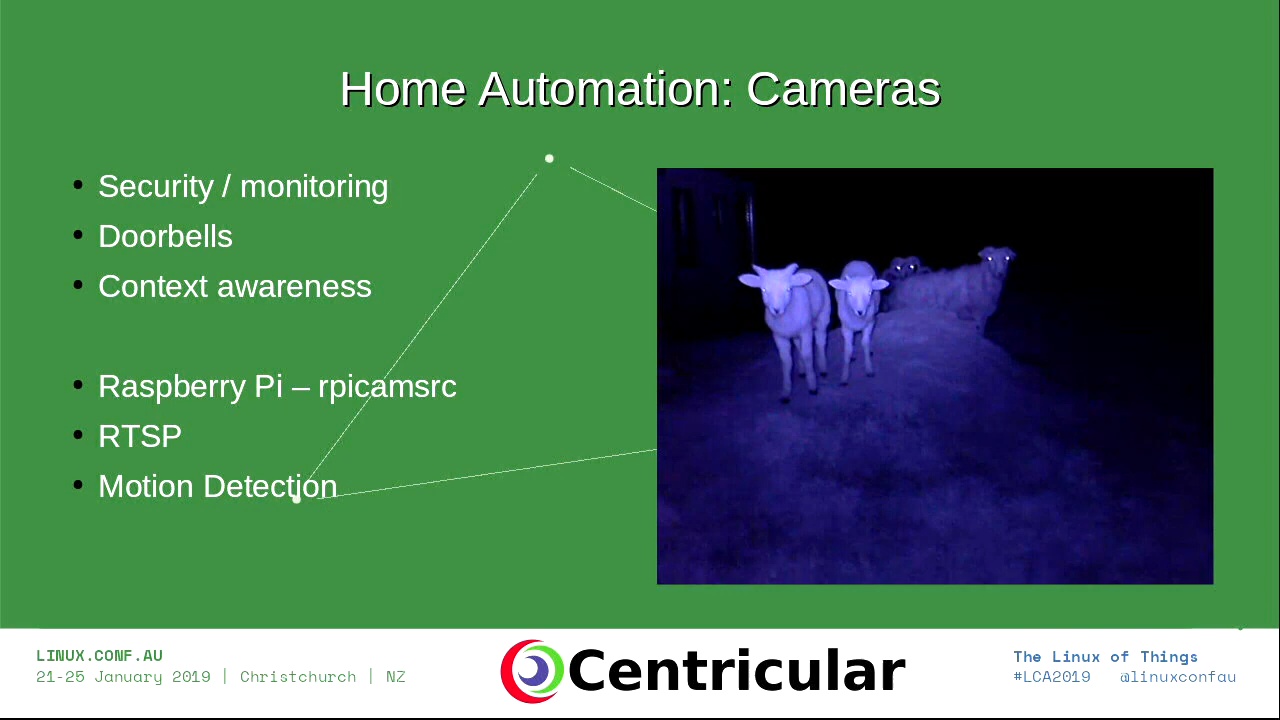 Home Automation: Cameras
• Security / monitoring
• Doorbells
• Context awareness
• Raspberry Pi – rpicamsrc
• RTSP
• Motion Detection
LINUX.CONF.AU
21-25 January 2019 | Christchurch | NZ
Centricular
The Linux of Things
#LCA2019 @linuxconfau